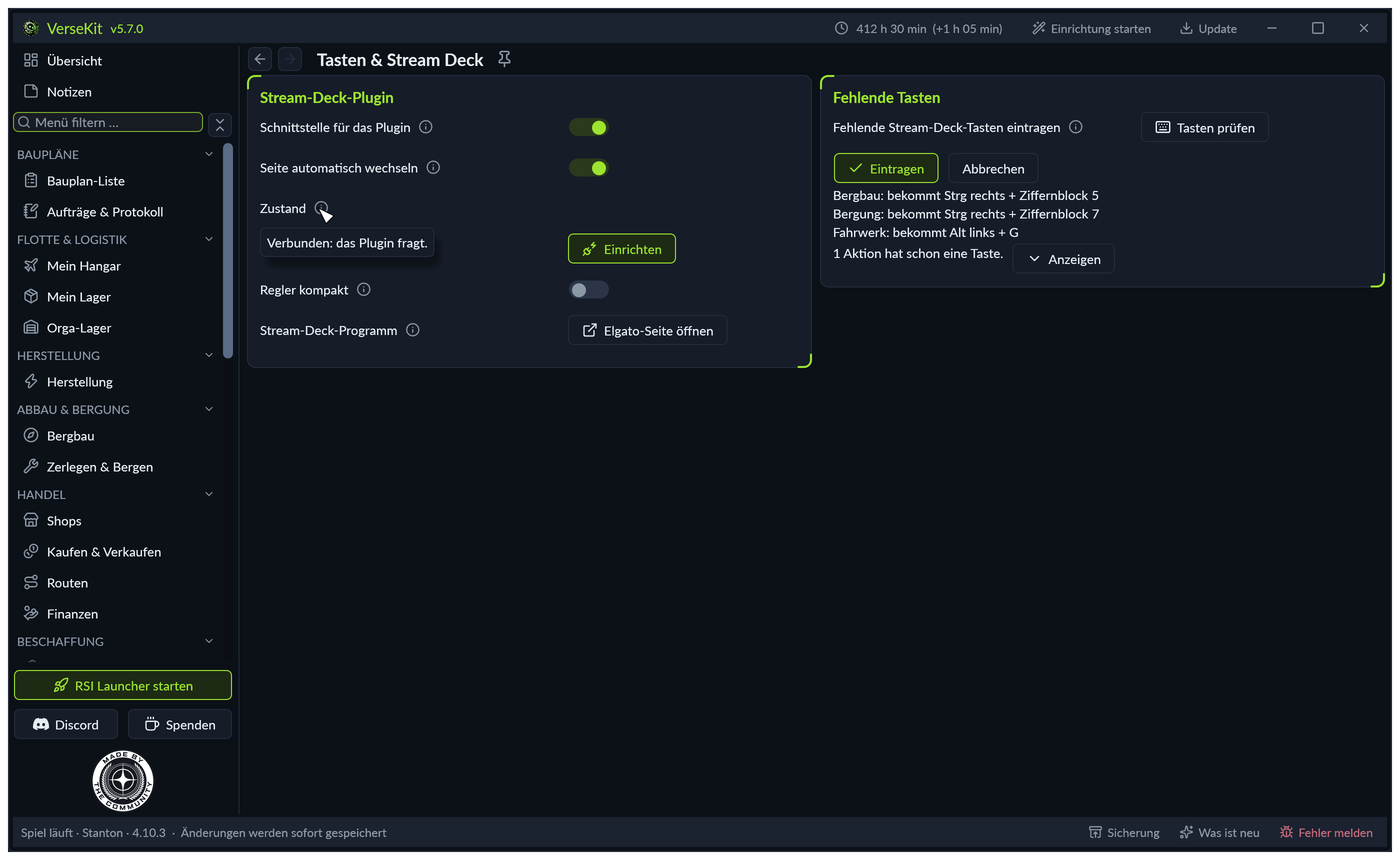 VerseKit v5.7.0
412 h 30 min (+1 h 05 min)
Einrichtung starten
Update
Übersicht
Notizen
Menü filtern ...
BAUPLÄNE
Bauplan-Liste
Aufträge & Protokoll
FLOTTE & LOGISTIK
Mein Hangar
Mein Lager
Orga-Lager
HERSTELLUNG
Herstellung
ABBAU & BERGUNG
Bergbau
Zerlegen & Bergen
HANDEL
Shops
Kaufen & Verkaufen
Routen
Finanzen
BESCHAFFUNG
RSI Launcher starten
Discord
Spenden
MADE BY
THE COMMUNITY
Tasten & Stream Deck
Stream-Deck-Plugin
Schnittstelle für das Plugin
Seite automatisch wechseln
Zustand
Verbunden: das Plugin fragt.
Einrichten
Regler kompakt
Stream-Deck-Programm
Elgato-Seite öffnen
Fehlende Tasten
Fehlende Stream-Deck-Tasten eintragen
Tasten prüfen
Eintragen
Abbrechen
Bergbau: bekommt Strg rechts + Ziffernblock 5
Bergung: bekommt Strg rechts + Ziffernblock 7
Fahrwerk: bekommt Alt links + G
1 Aktion hat schon eine Taste.
Anzeigen
Spiel läuft · Stanton · 4.10.3 · Änderungen werden sofort gespeichert
Sicherung
Was ist neu
Fehler melden